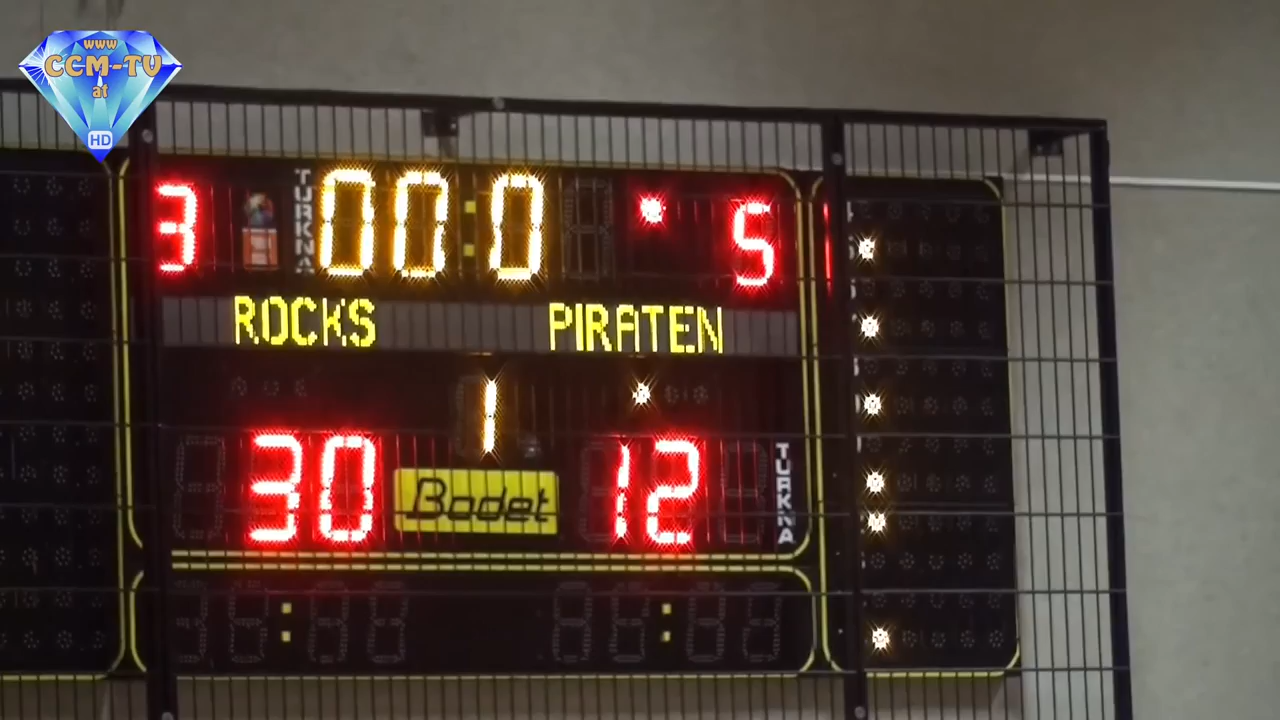 www
CCM-TV
at
HD
3 TURKNA 00:0 5
ROCKS PIRATEN
1
30 Bodet 12 TURKNA